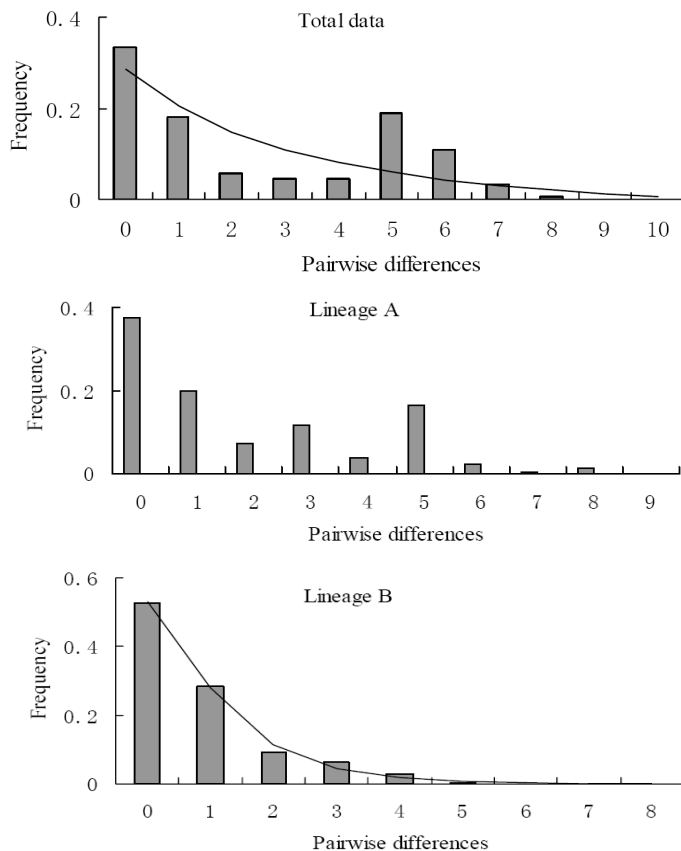 Total data
Frequency
0.4
0.2
0
0 1 2 3 4 5 6 7 8 9 10
Pairwise differences
Lineage A
Frequency
0.4
0.2
0
0 1 2 3 4 5 6 7 8 9
Pairwise differences
Lineage B
Frequency
0.6
0.4
0.2
0
0 1 2 3 4 5 6 7 8
Pairwise differences